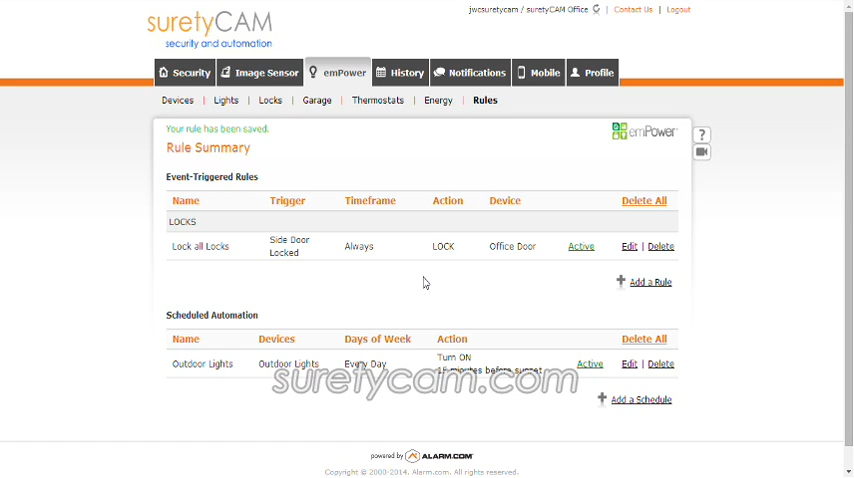 suretyCAM
security and automation
jwcsuretycam / suretyCAM Office
Contact Us | Logout
Security
Image Sensor
emPower
History
Notifications
Mobile
Profile
Devices | Lights | Locks | Garage | Thermostats | Energy > Rules
Your rule has been saved.
emPower
?
Rule Summary
Event-Triggered Rules
Name Trigger Timeframe Action Device Delete All
LOCKS
Lock all Locks Side Door Locked Always LOCK Office Door Active Edit | Delete
Add a Rule
Scheduled Automation
Name Devices Days of Week Action Delete All
Outdoor Lights Outdoor Lights Every Day Turn ON 15 minutes before sunset Active Edit | Delete
suretycam.com
Add a Schedule
powered by ALARM.COM
Copyright © 2000-2014. Alarm.com. All rights reserved.